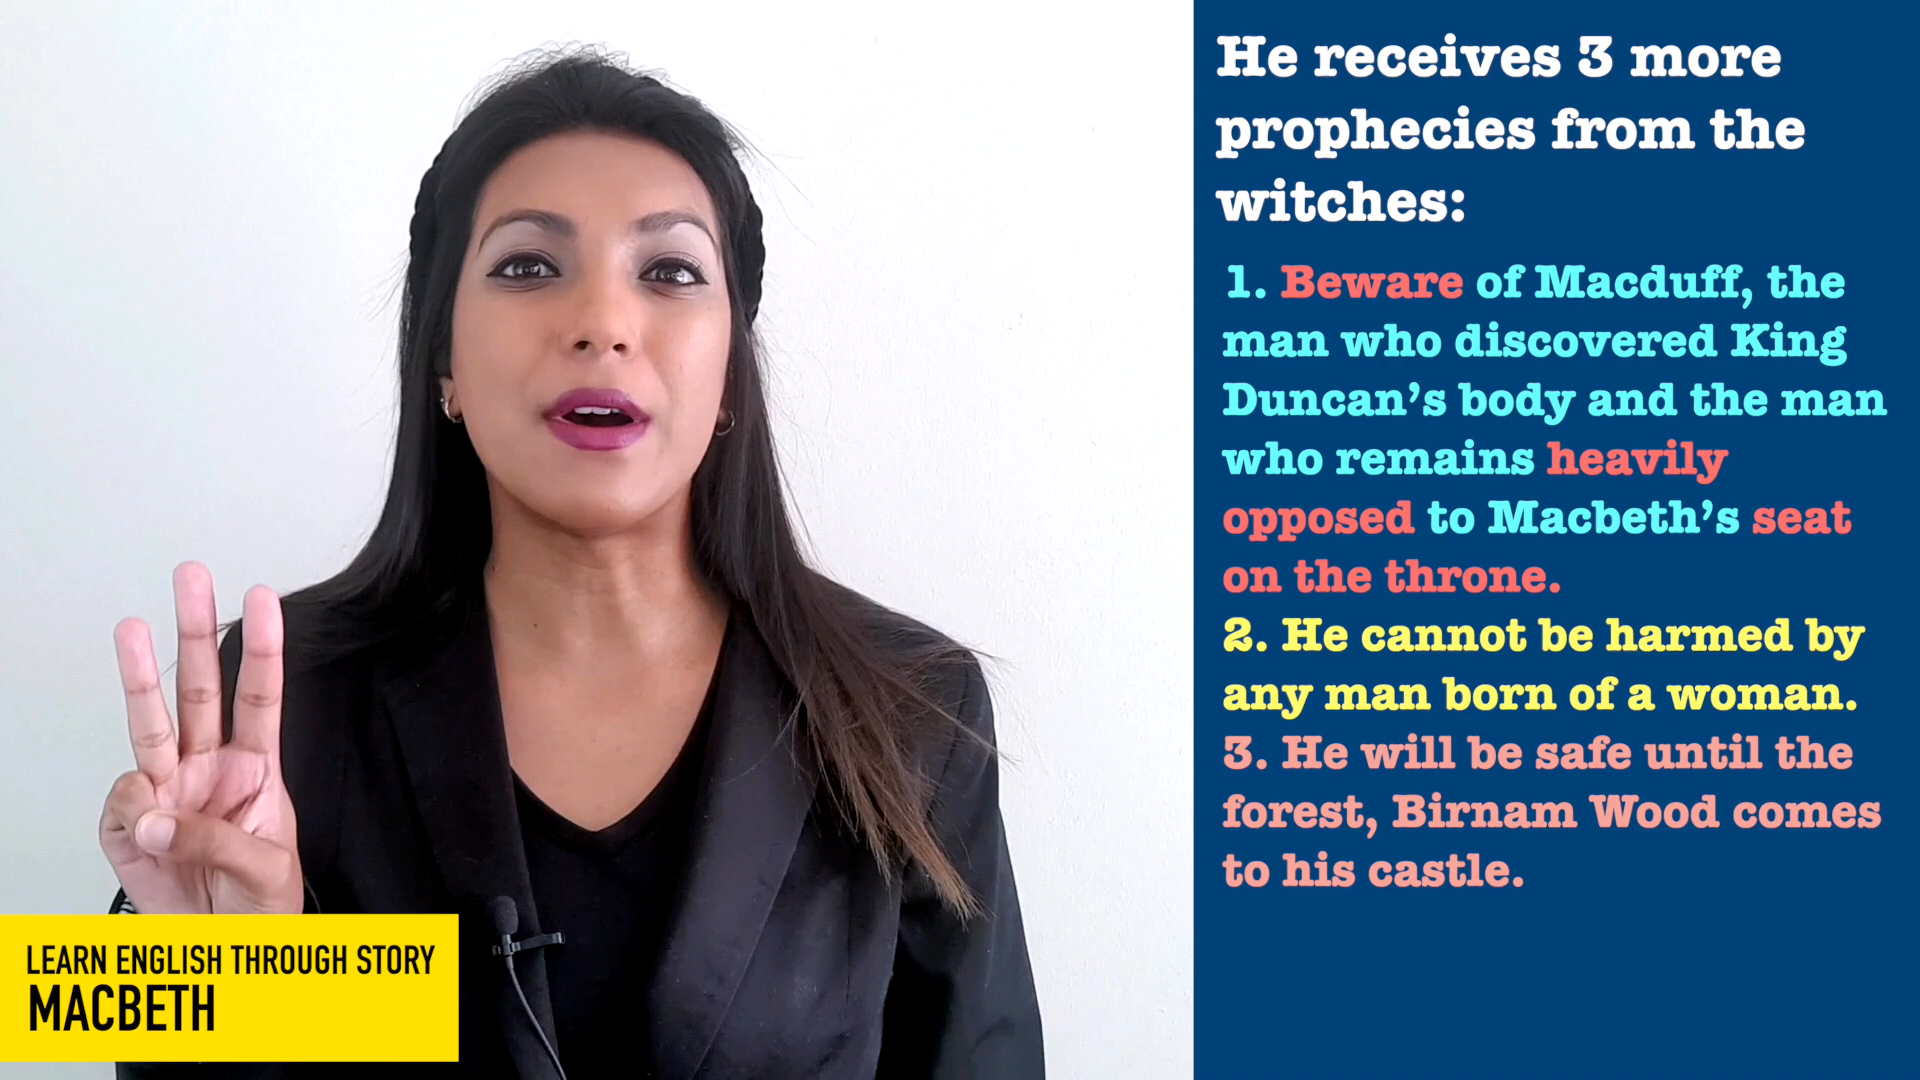 He receives 3 more
prophecies from the
witches:
1. Beware of Macduff, the
man who discovered King
Duncan's body and the man
who remains heavily
opposed to Macbeth's seat
on the throne.
2. He cannot be harmed by
any man born of a woman.
3. He will be safe until the
forest, Birnam Wood comes
to his castle.
LEARN ENGLISH THROUGH STORY
MACBETH